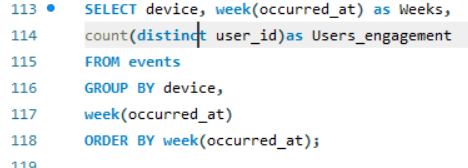 113 SELECT device, week(occurred_at) as Weeks,
114 count(distinct user_id)as Users_engagement
115 FROM events
116 GROUP BY device,
117 week(occurred_at)
118 ORDER BY week(occurred_at);
119